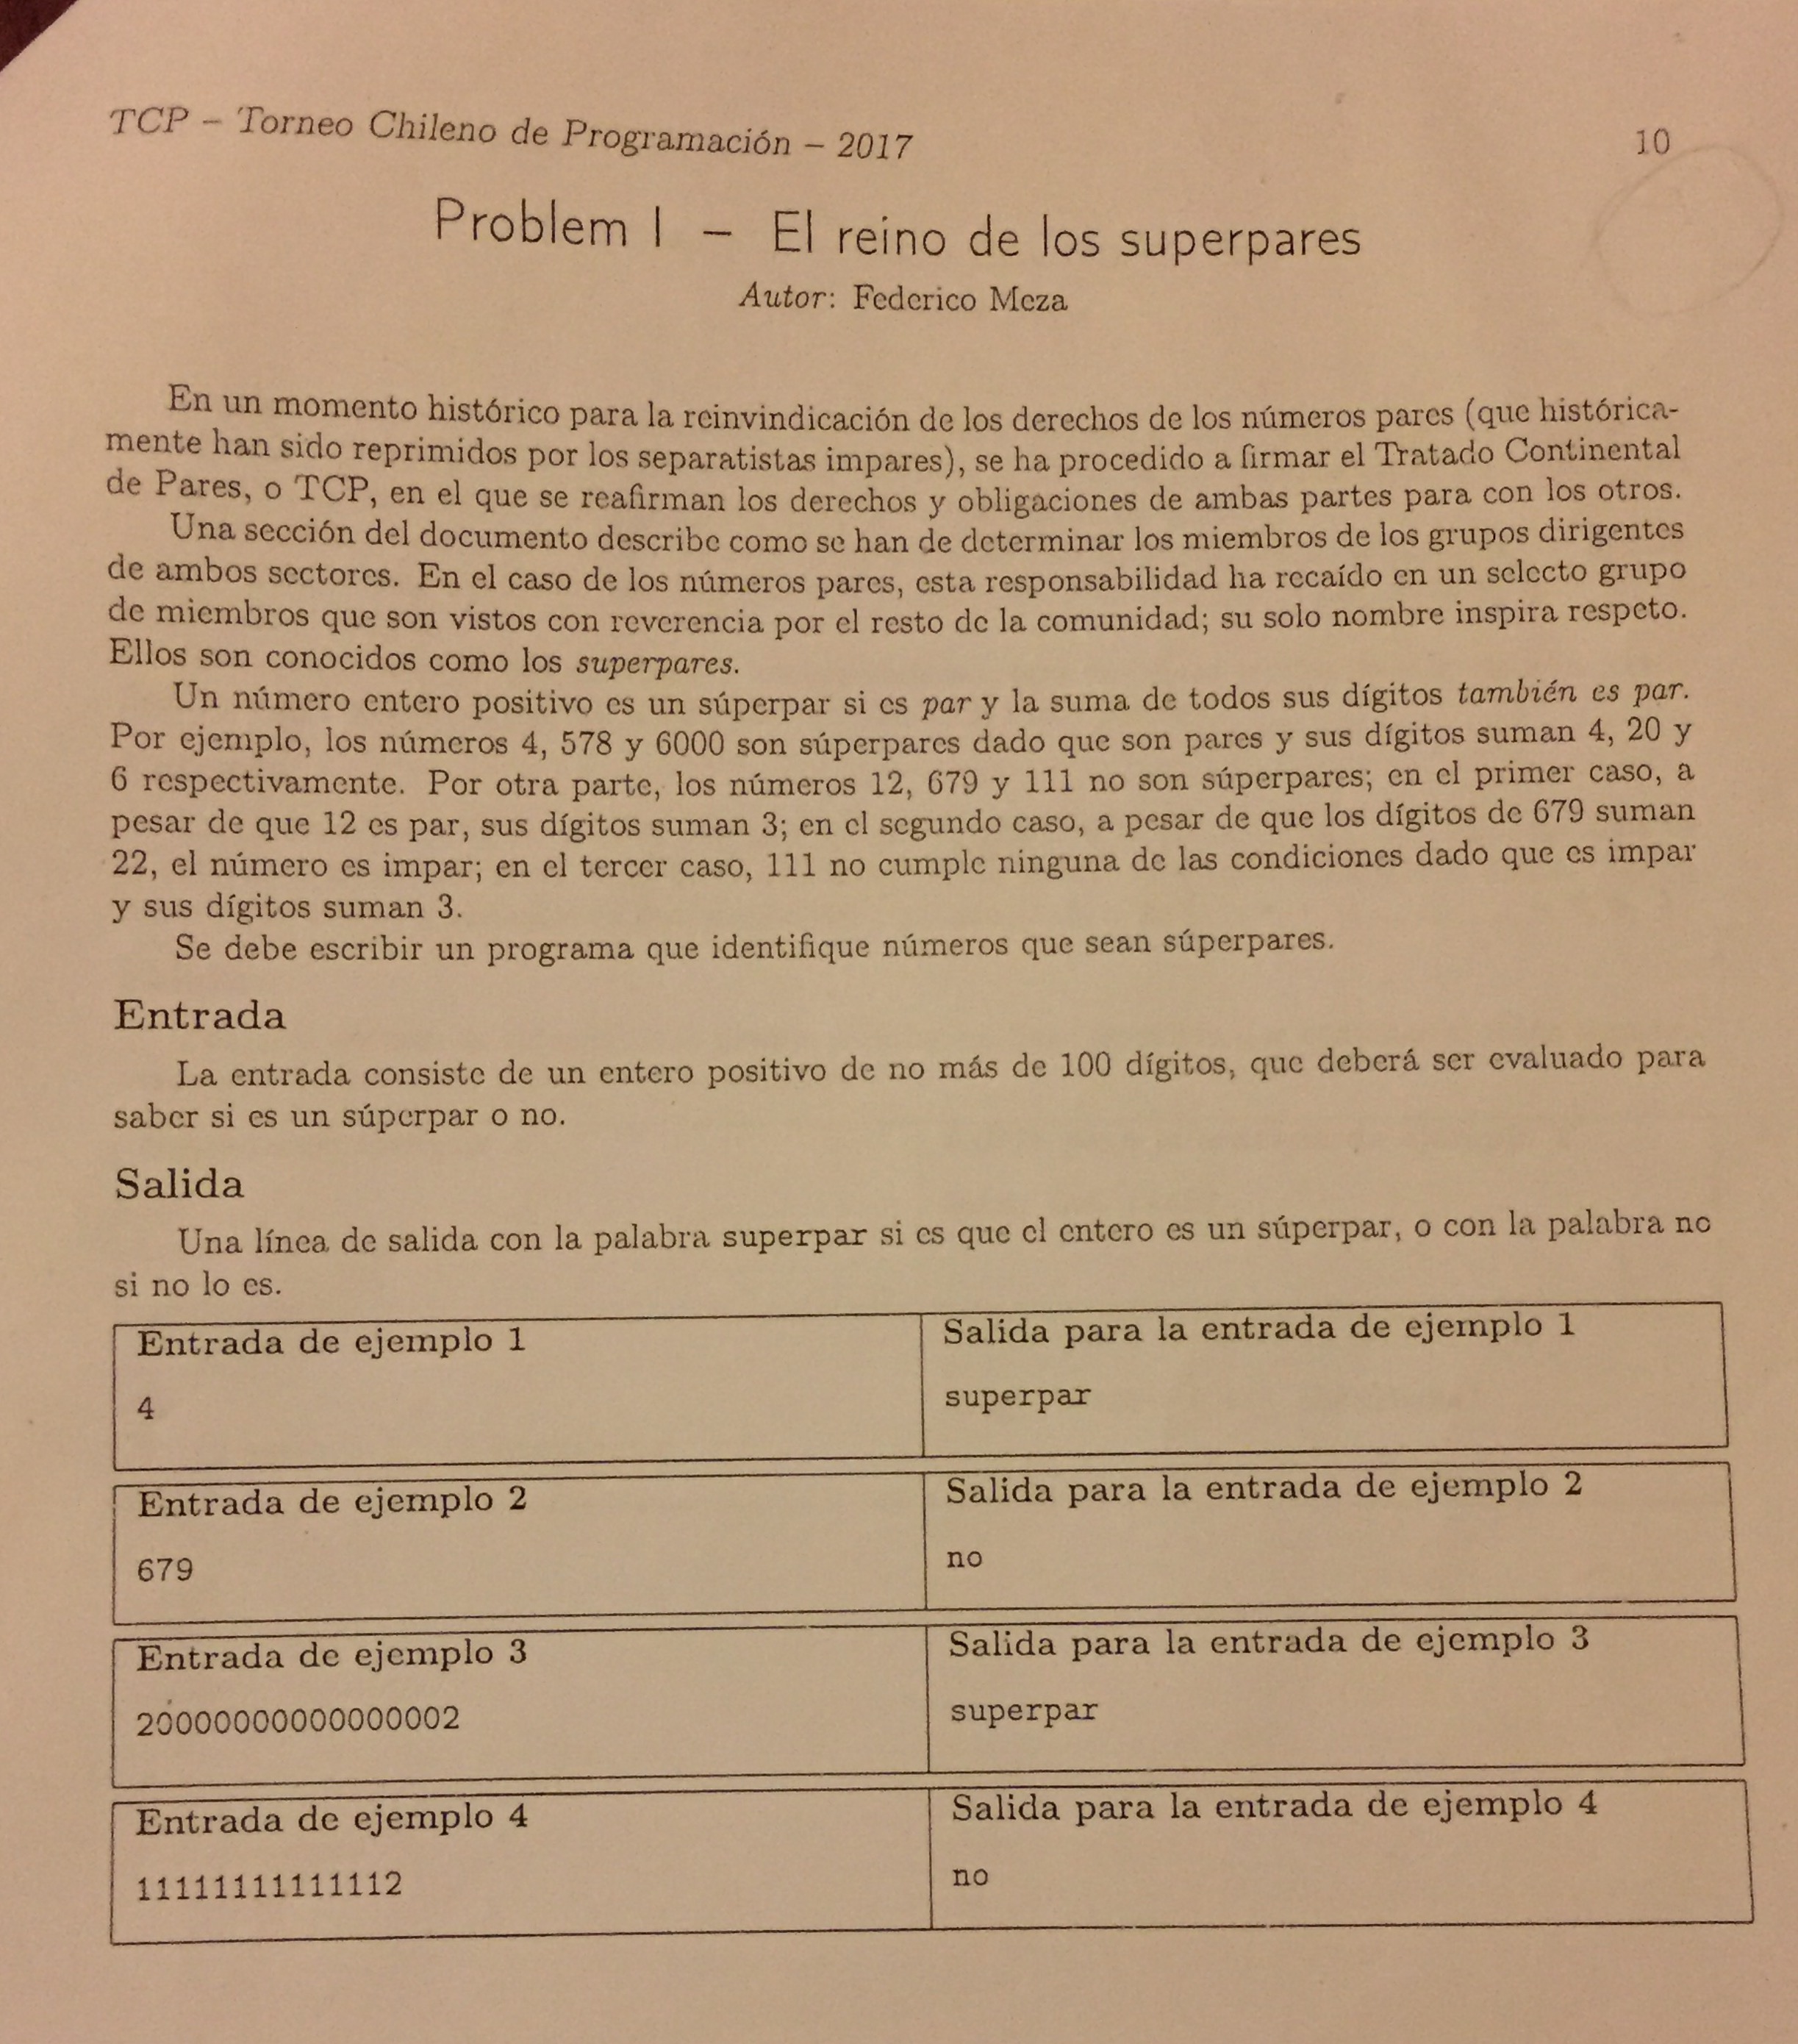 TCP – Torneo Chileno de Programación – 2017
10
Problem I – El reino de los superpares
Autor: Federico Meza
En un momento histórico para la reinvindicación de los derechos de los números pares (que histórica-
mente han sido reprimidos por los separatistas impares), se ha procedido a firmar el Tratado Continental
de Pares, o TCP, en el que se reafirman los derechos y obligaciones de ambas partes para con los otros.
Una sección del documento describe como se han de determinar los miembros de los grupos dirigentes
de ambos sectores. En el caso de los números pares, esta responsabilidad ha recaído en un selecto grupo
de miembros que son vistos con reverencia por el resto de la comunidad; su solo nombre inspira respeto.
Ellos son conocidos como los superpares.
Un número entero positivo es un súperpar si es par y la suma de todos sus dígitos también es par.
Por ejemplo, los números 4, 578 y 6000 son súperpares dado que son pares y sus dígitos suman 4, 20 y
6 respectivamente. Por otra parte, los números 12, 679 y 111 no son súperpares; en el primer caso, a
pesar de que 12 es par, sus dígitos suman 3; en el segundo caso, a pesar de que los dígitos de 679 suman
22, el número es impar; en el tercer caso, 111 no cumple ninguna de las condiciones dado que es impar
y sus dígitos suman 3.
Se debe escribir un programa que identifique números que sean súperpares.
Entrada
La entrada consiste de un entero positivo de no más de 100 dígitos, que deberá ser evaluado para
saber si es un súperpar o no.
Salida
Una línea de salida con la palabra superpar si es que el entero es un súperpar, o con la palabra no
si no lo es.
Entrada de ejemplo 1
Salida para la entrada de ejemplo 1
4
superpar
Entrada de ejemplo 2
Salida para la entrada de ejemplo 2
679
no
Entrada de ejemplo 3
Salida para la entrada de ejemplo 3
20000000000000002
superpar
Entrada de ejemplo 4
Salida para la entrada de ejemplo 4
11111111111112
no